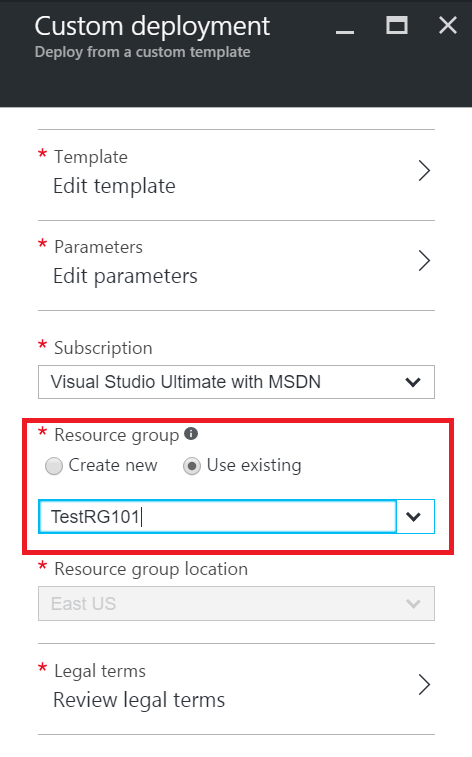 Custom deployment
Deploy from a custom template
* Template
Edit template
* Parameters
Edit parameters
* Subscription
Visual Studio Ultimate with MSDN
* Resource group
Create new Use existing
TestRG101
* Resource group location
East US
* Legal terms
Review legal terms